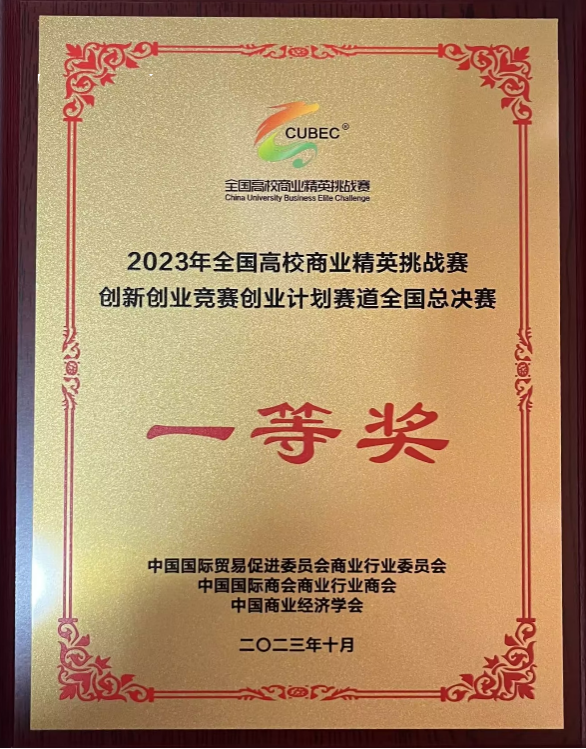 CUBEC®
全国高校商业精英挑战赛
China University Business Elite Challenge
2023年全国高校商业精英挑战赛
创新创业竞赛创业计划赛道全国总决赛
一等奖
中国国际贸易促进委员会商业行业委员会
中国国际商会商业行业商会
中国商业经济学会
二〇二三年十月